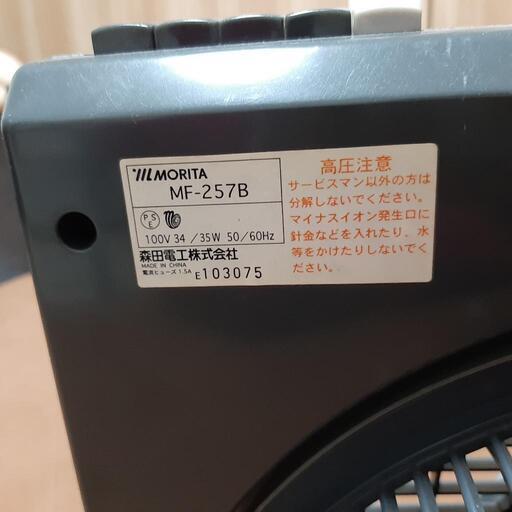 MORITA
MF-257B
P S E
100V 34 / 35W 50 / 60Hz
森田電工株式会社
MADE IN CHINA
電流ヒューズ 1.5A E103075
高圧注意
サービスマン以外の方は
分解しないでください。
マイナスイオン発生口に
針金などを入れたり、水
等をかけたりしないでく
ださい。